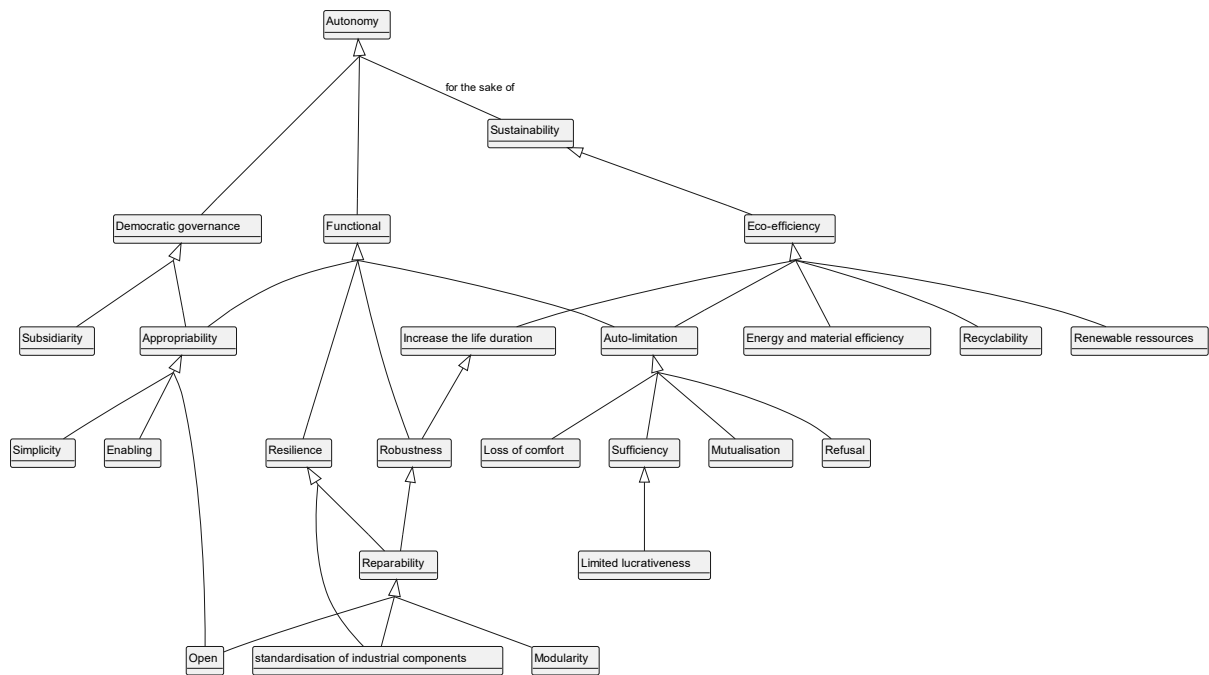 Autonomy
for the sake of
Sustainability
Democratic governance
Functional
Eco-efficiency
Subsidiarity
Appropriability
Increase the life duration
Auto-limitation
Energy and material efficiency
Recyclability
Renewable ressources
Simplicity
Enabling
Resilience
Robustness
Loss of comfort
Sufficiency
Mutualisation
Refusal
Reparability
Limited lucrativeness
Open
standardisation of industrial components
Modularity